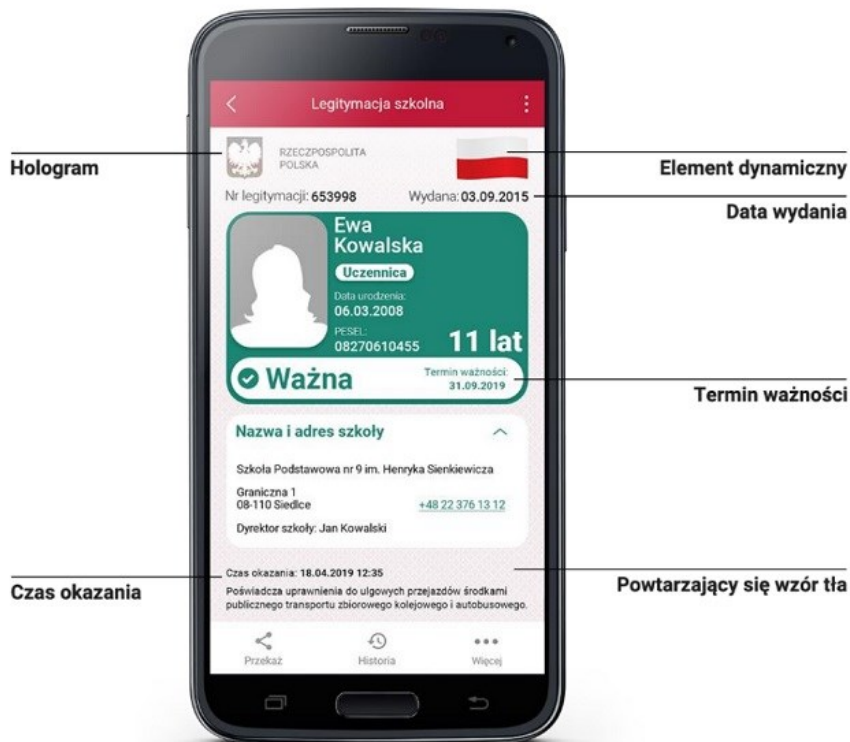 Legitymacja szkolna
Hologram
RZECZPOSPOLITA
POLSKA
Element dynamiczny
Nr legitymacji: 653998
Wydana: 03.09.2015
Data wydania
Ewa
Kowalska
Uczennica
Data urodzenia:
06.03.2008
PESEL:
08270610455
11 lat
Ważna
Termin ważności:
31.09.2019
Termin ważności
Nazwa i adres szkoły
Szkoła Podstawowa nr 9 im. Henryka Sienkiewicza
Graniczna 1
08-110 Siedlce
+48 22 376 13 12
Dyrektor szkoły: Jan Kowalski
Czas okazania: 18.04.2019 12:35
Czas okazania
Powtarzający się wzór tła
Poświadcza uprawnienia do ulgowych przejazdów środkami
publicznego transportu zbiorowego kolejowego i autobusowego.
Przekaż
Historia
Więcej